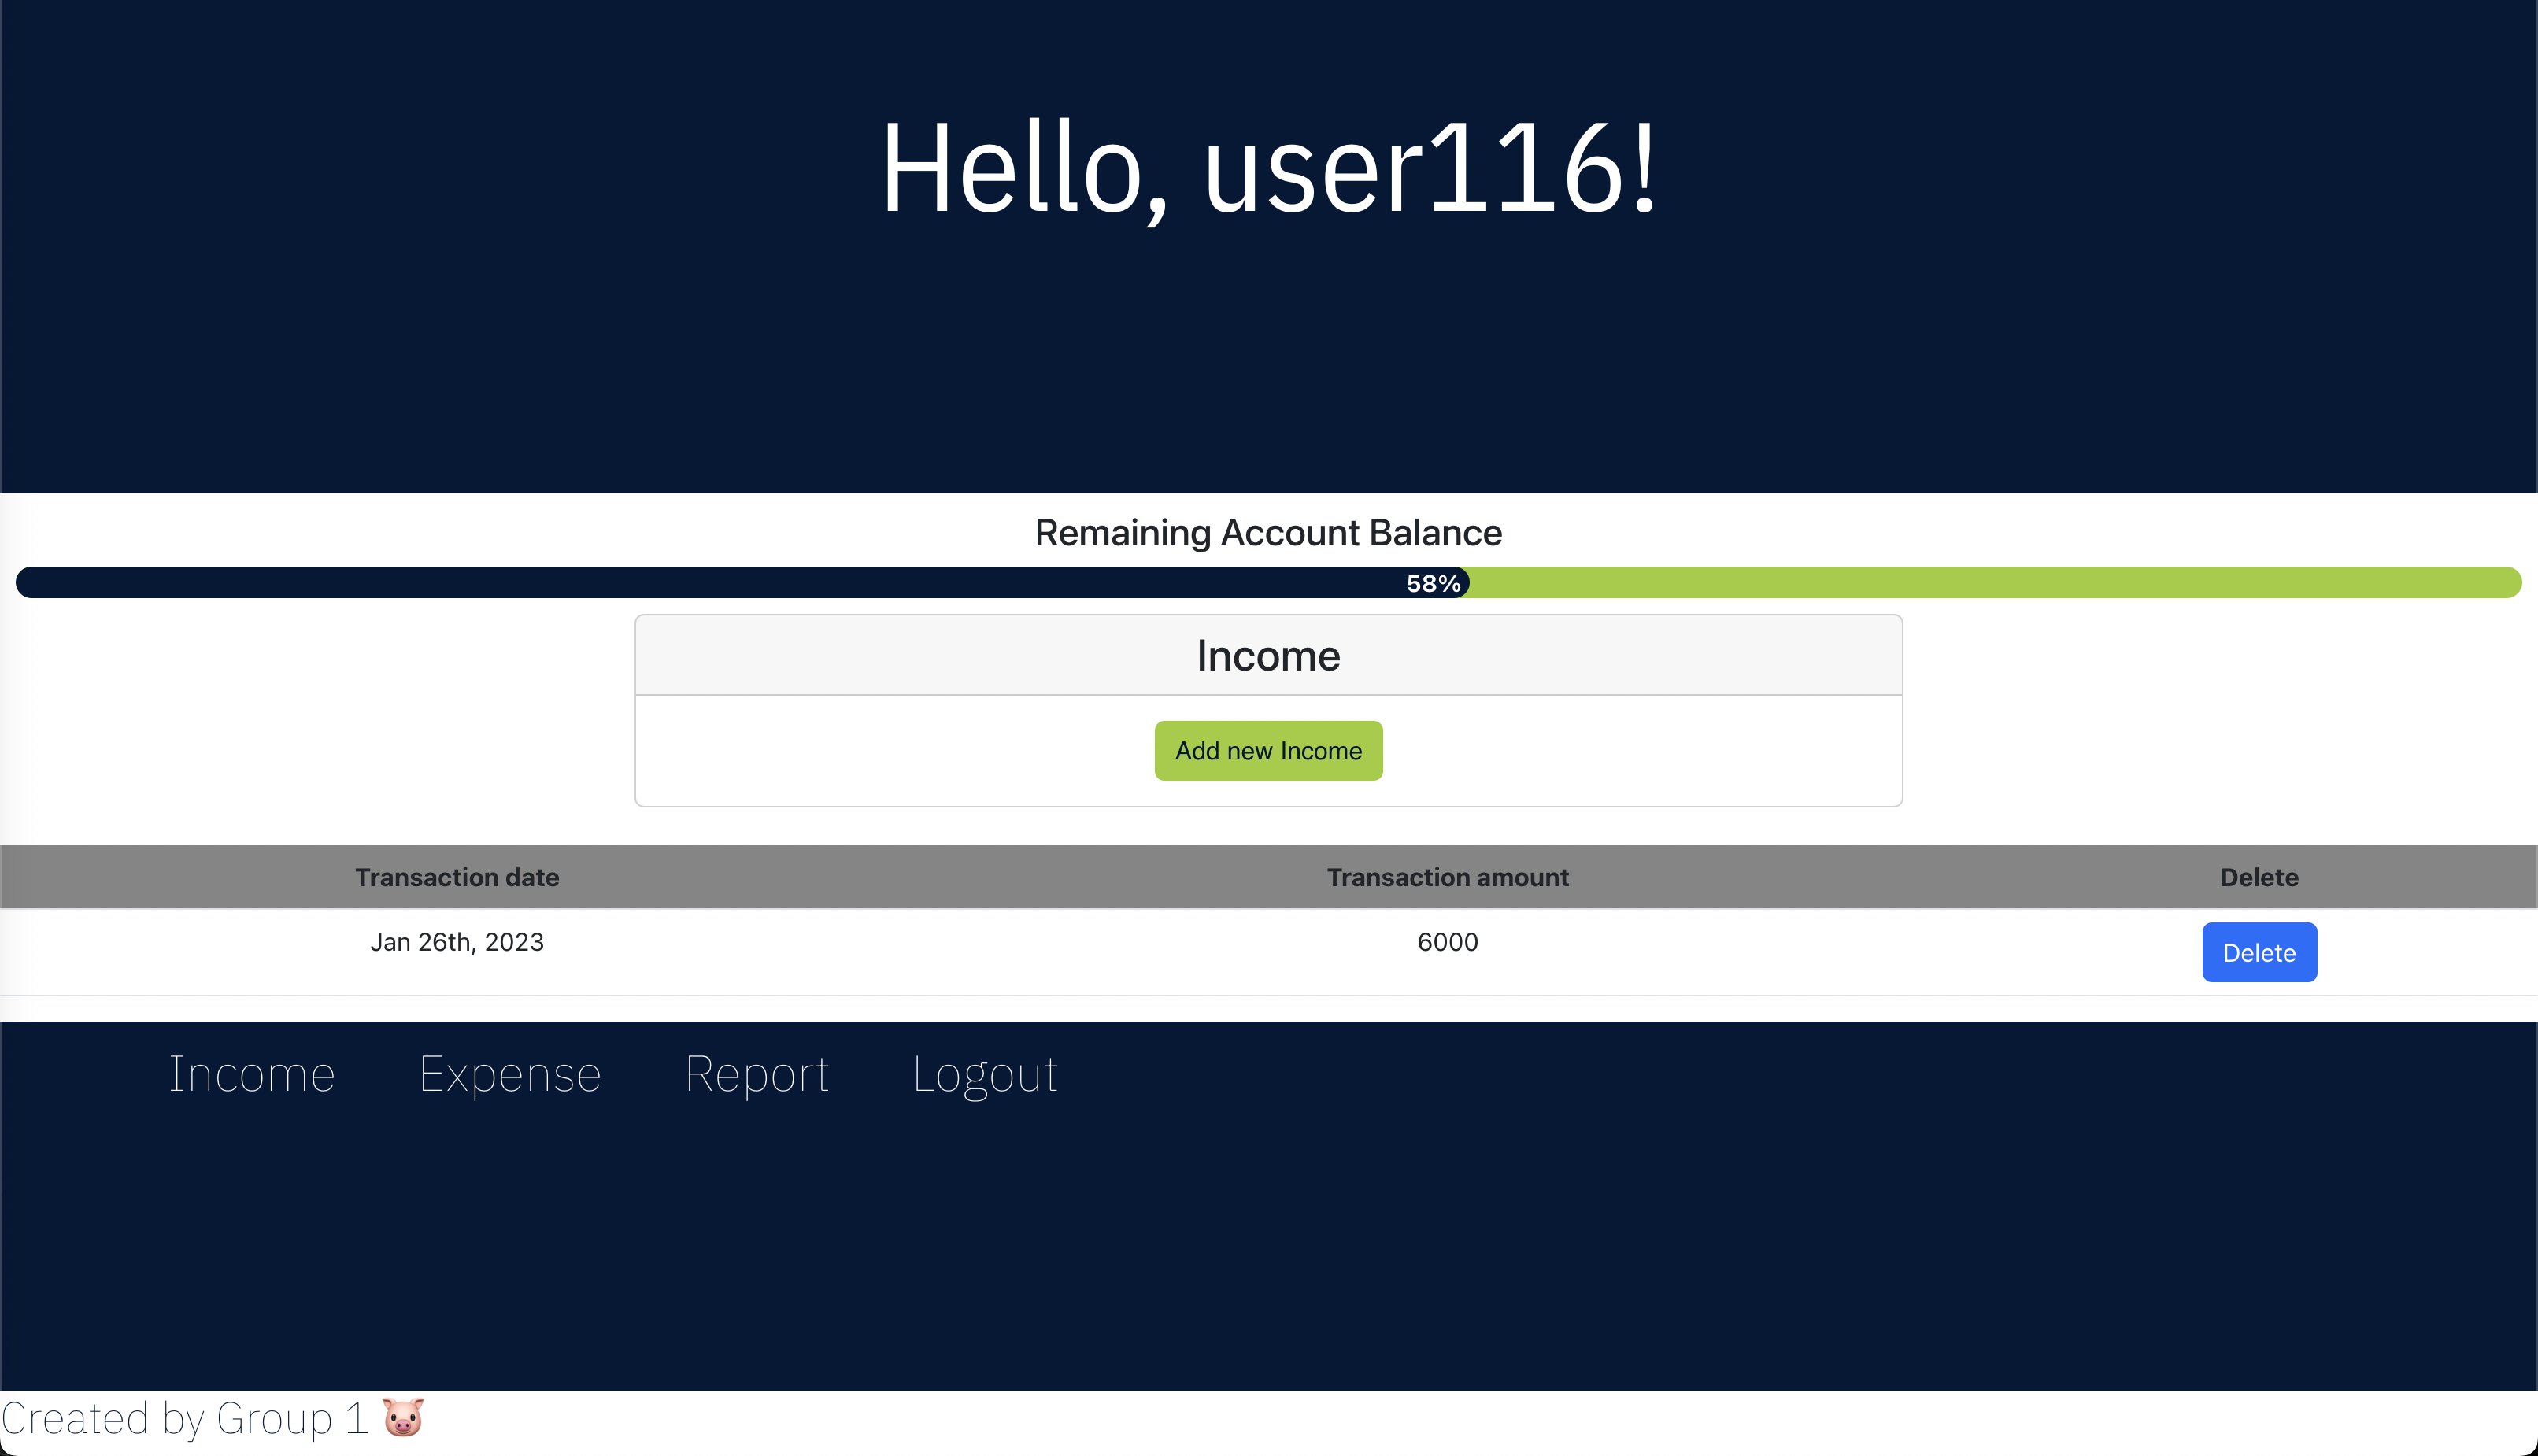 Hello, user116!
Remaining Account Balance
58%
Income
Add new Income
Transaction date Transaction amount Delete
Jan 26th, 2023 6000 Delete
Income Expense Report Logout
Created by Group 1 🐷